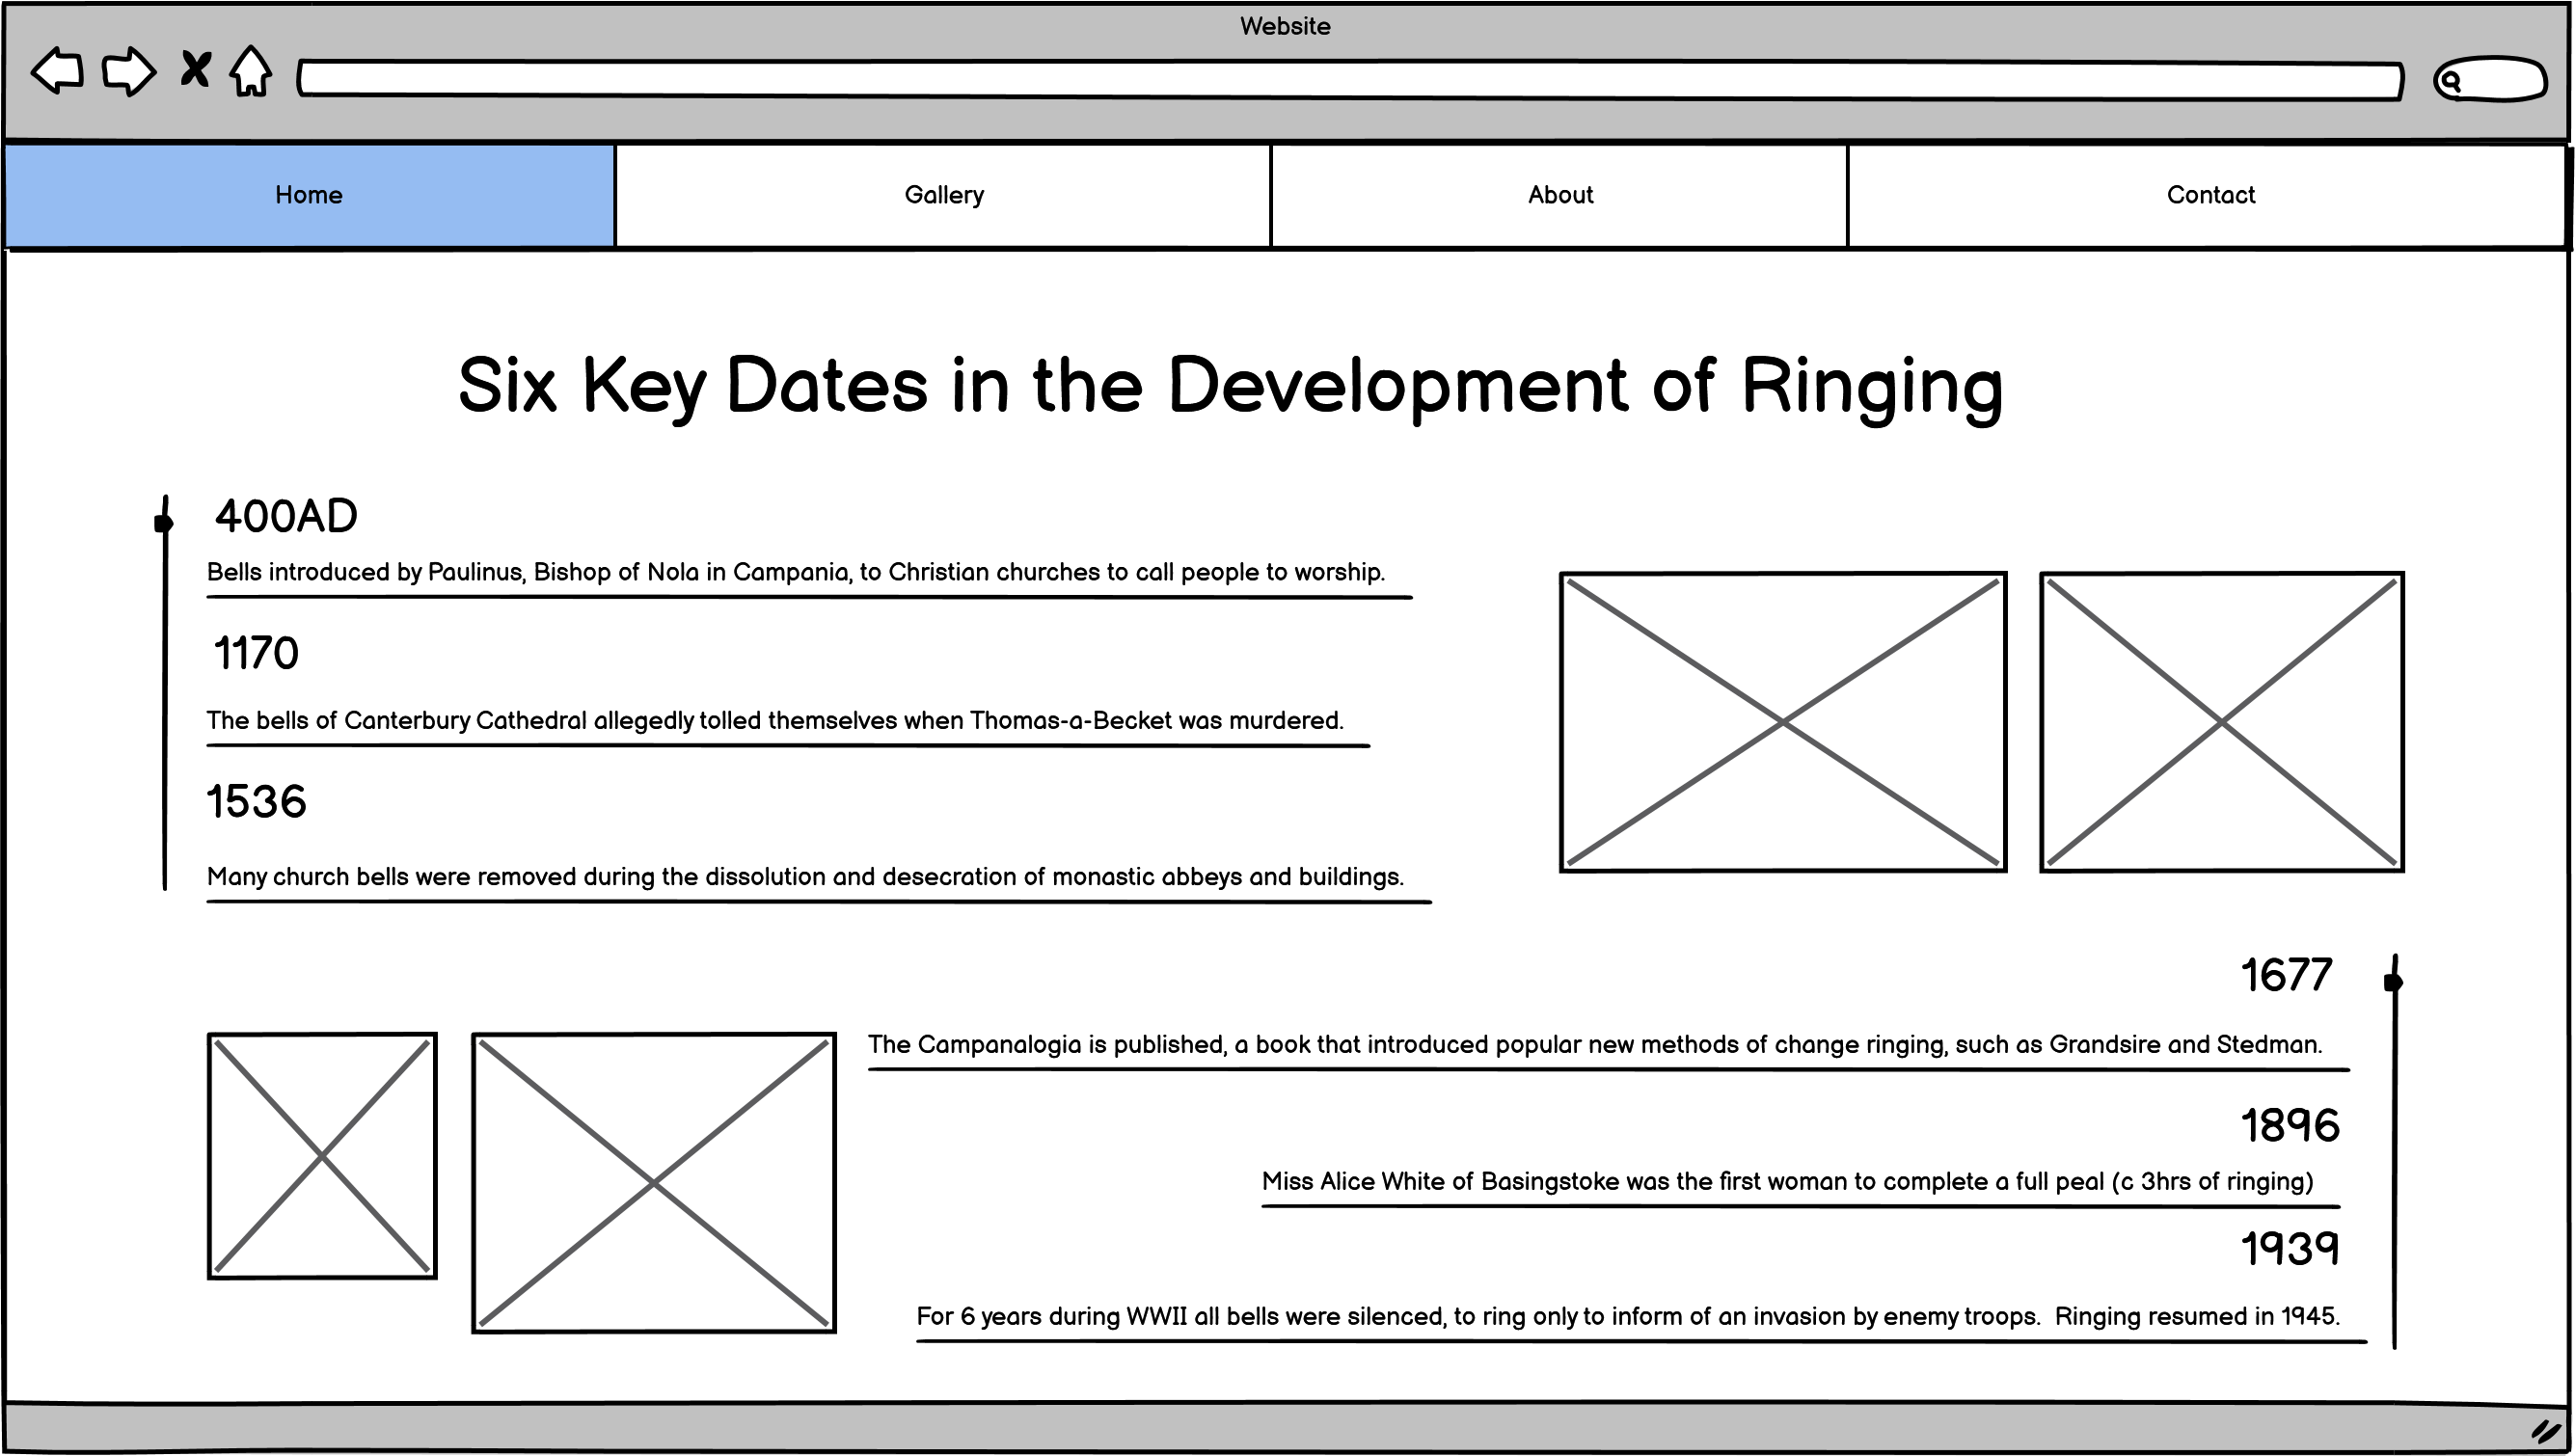 Website
Home
Gallery
About
Contact
Six Key Dates in the Development of Ringing
400AD
Bells introduced by Paulinus, Bishop of Nola in Campania, to Christian churches to call people to worship.
1170
The bells of Canterbury Cathedral allegedly tolled themselves when Thomas-a-Becket was murdered.
1536
Many church bells were removed during the dissolution and desecration of monastic abbeys and buildings.
1677
The Campanalogia is published, a book that introduced popular new methods of change ringing, such as Grandsire and Stedman.
1896
Miss Alice White of Basingstoke was the first woman to complete a full peal (c 3hrs of ringing)
1939
For 6 years during WWII all bells were silenced, to ring only to inform of an invasion by enemy troops.  Ringing resumed in 1945.